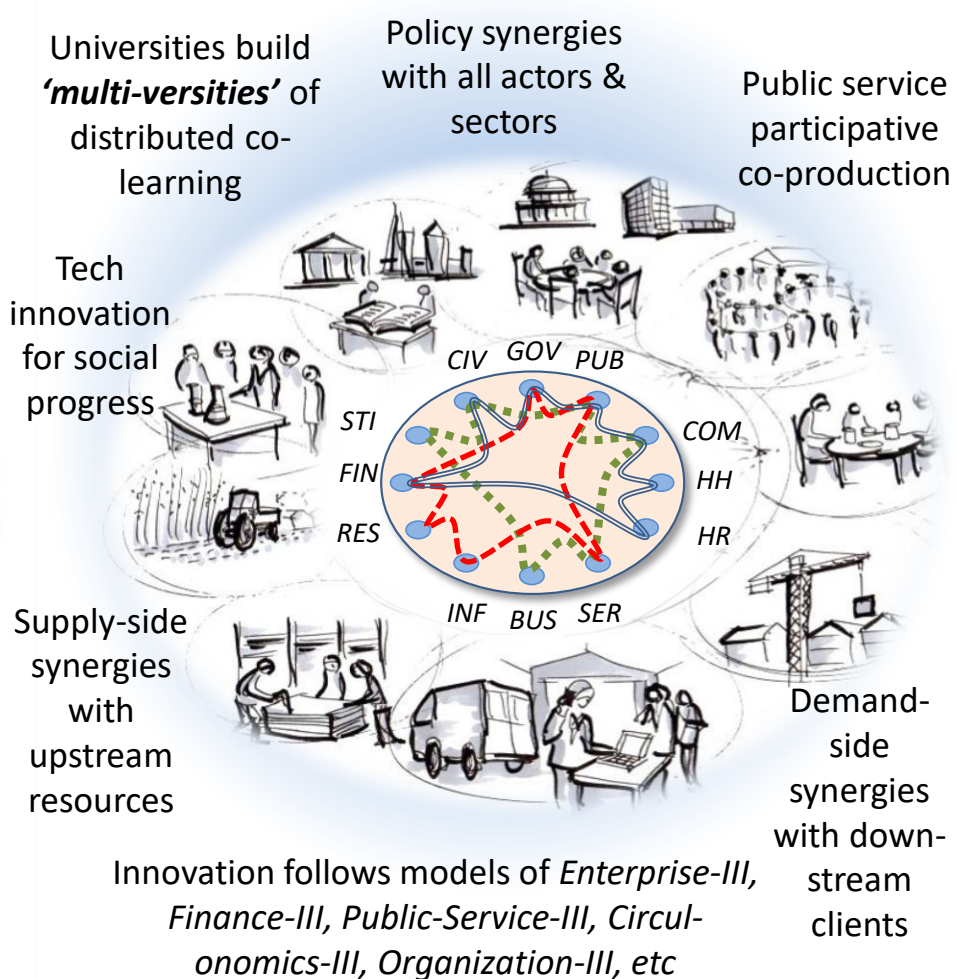 Universities build
‘multi-versities’ of
distributed co-
learning
Policy synergies
with all actors &
sectors
Public service
participative
co-production
Tech
innovation
for social
progress
CIV
GOV
PUB
STI
COM
FIN
HH
RES
HR
INF
BUS
SER
Supply-side
synergies
with
upstream
resources
Demand-
side
synergies
with down-
stream
clients
Innovation follows models of Enterprise-III,
Finance-III, Public-Service-III, Circul-
onomics-III, Organization-III, etc